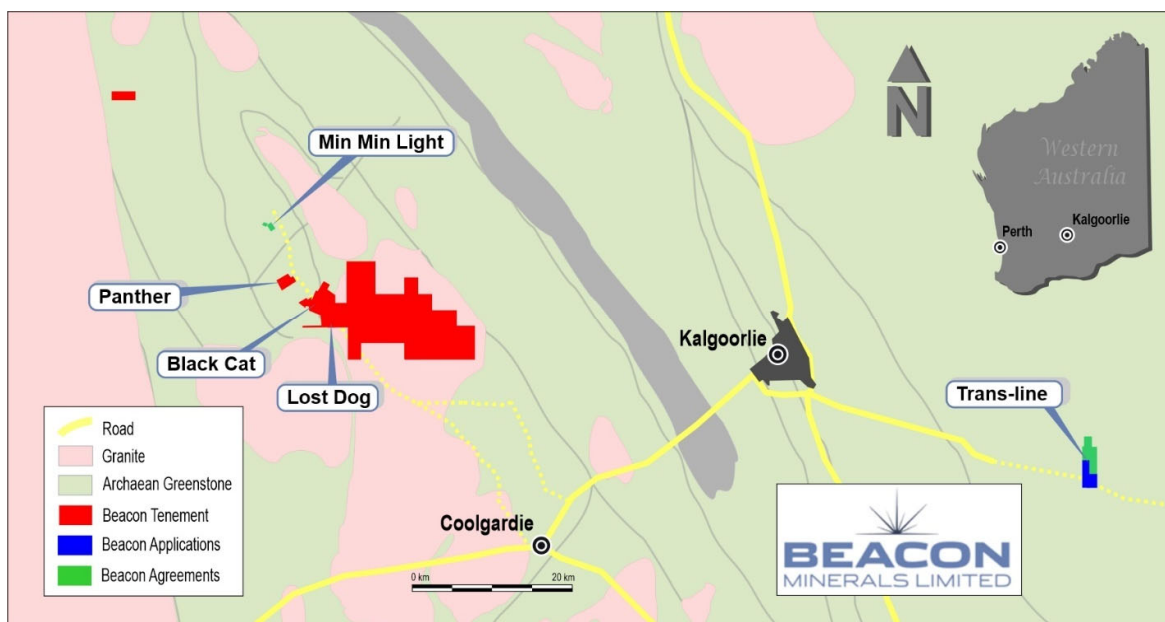 Min Min Light
Panther
Black Cat
Lost Dog
Kalgoorlie
Trans-line
Coolgardie
0 km
20 km
N
Western
Australia
Perth
Kalgoorlie
Road
Granite
Archaean Greenstone
Beacon Tenement
Beacon Applications
Beacon Agreements
BEACON
MINERALS LIMITED